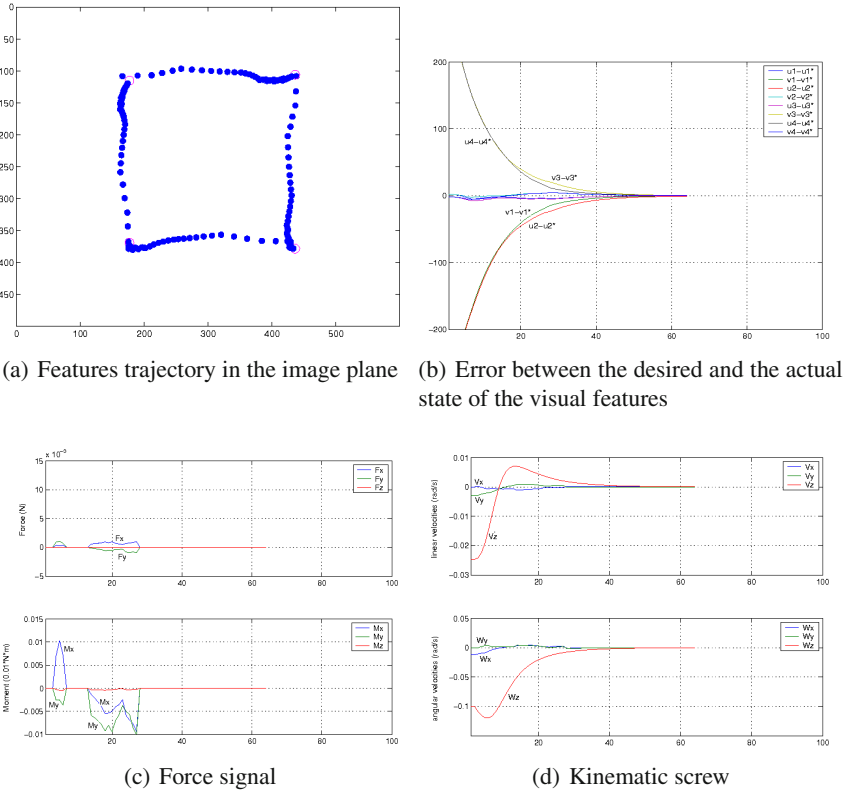 0
50
100
150
200
250
300
350
400
450
0 100 200 300 400 500
(a) Features trajectory in the image plane
200
100
0
−100
−200
20 40 60 80 100
u1−u1*
v1−v1*
u2−u2*
v2−v2*
u3−u3*
v3−v3*
u4−u4*
v4−v4*
u4−u4*
v3−v3*
v1−v1*
u2−u2*
(b) Error between the desired and the actual
state of the visual features
x 10⁻³
15
10
5
0
−5
20 40 60 80 100
Force (N)
Fx
Fy
Fz
Fx
Fy
0.015
0.01
0.005
0
−0.005
−0.01
20 40 60 80 100
Moment (0.01*N*m)
Mx
My
Mz
Mx
My
Mx
My
(c) Force signal
0.01
0
−0.01
−0.02
−0.03
20 40 60 80 100
linear velocities (rad/s)
Vx
Vy
Vz
Vx
Vy
Vz
0.05
0
−0.05
−0.1
20 40 60 80 100
angular velocities (rad/s)
Wx
Wy
Wz
Wy
Wx
Wz
(d) Kinematic screw